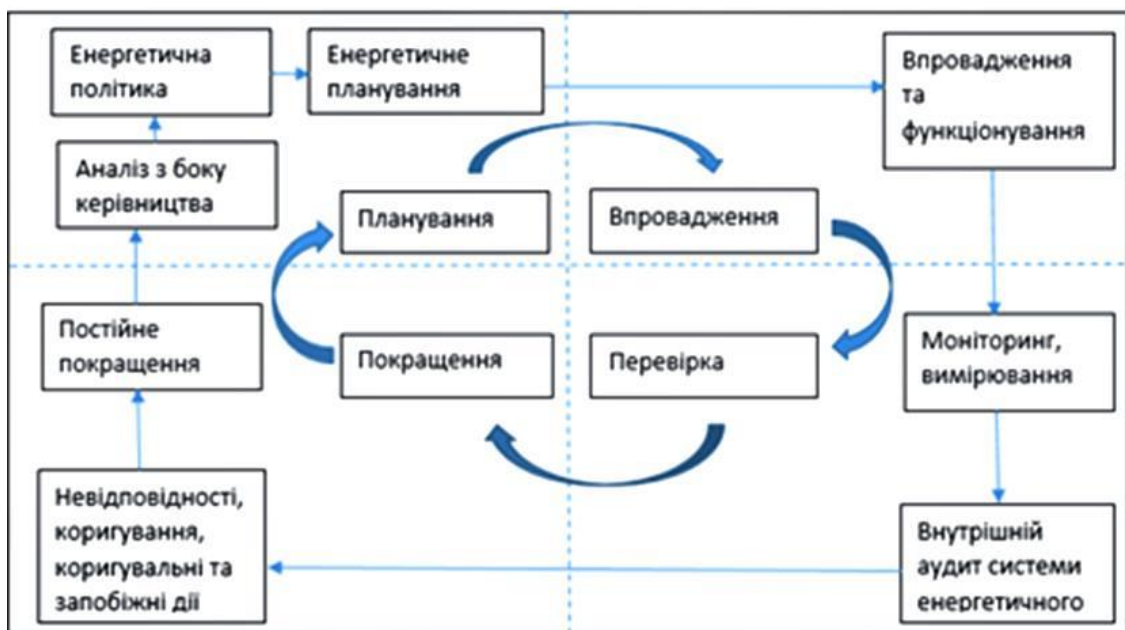 Енергетична
політика
Енергетичне
планування
Впровадження
та
функціонування
Аналіз з боку
керівництва
Планування
Впровадження
Постійне
покращення
Покращення
Перевірка
Моніторинг,
вимірювання
Невідповідності,
коригування,
коригувальні та
запобіжні дії
Внутрішній
аудит системи
енергетичного